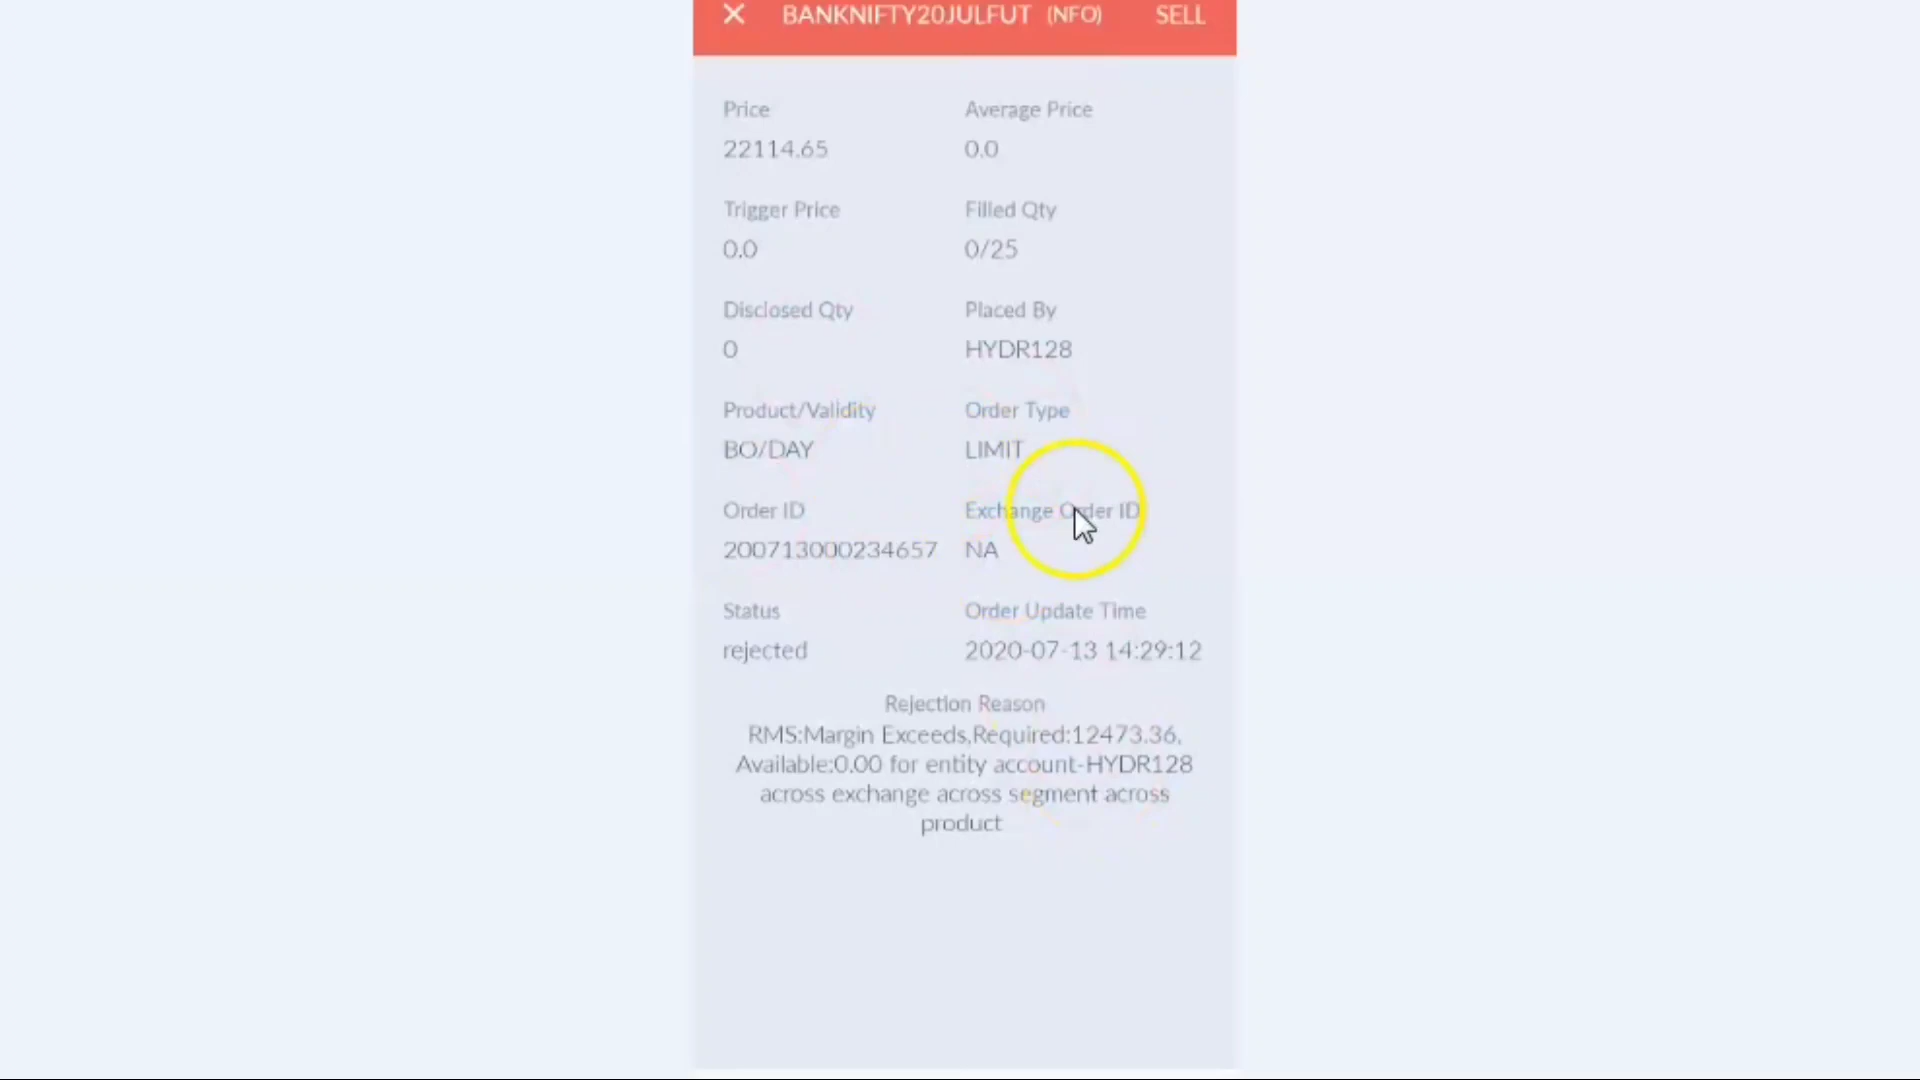 BANKNIFTY20JULFUT (NFO) SELL
Price Average Price
22114.65 0.0
Trigger Price Filled Qty
0.0 0/25
Disclosed Qty Placed By
0 HYDR128
Product/Validity Order Type
BO/DAY LIMIT
Order ID Exchange Order ID
200713000234657 NA
Status Order Update Time
rejected 2020-07-13 14:29:12
Rejection Reason
RMS:Margin Exceeds,Required:12473.36,
Available:0.00 for entity account-HYDR128
across exchange across segment across
product